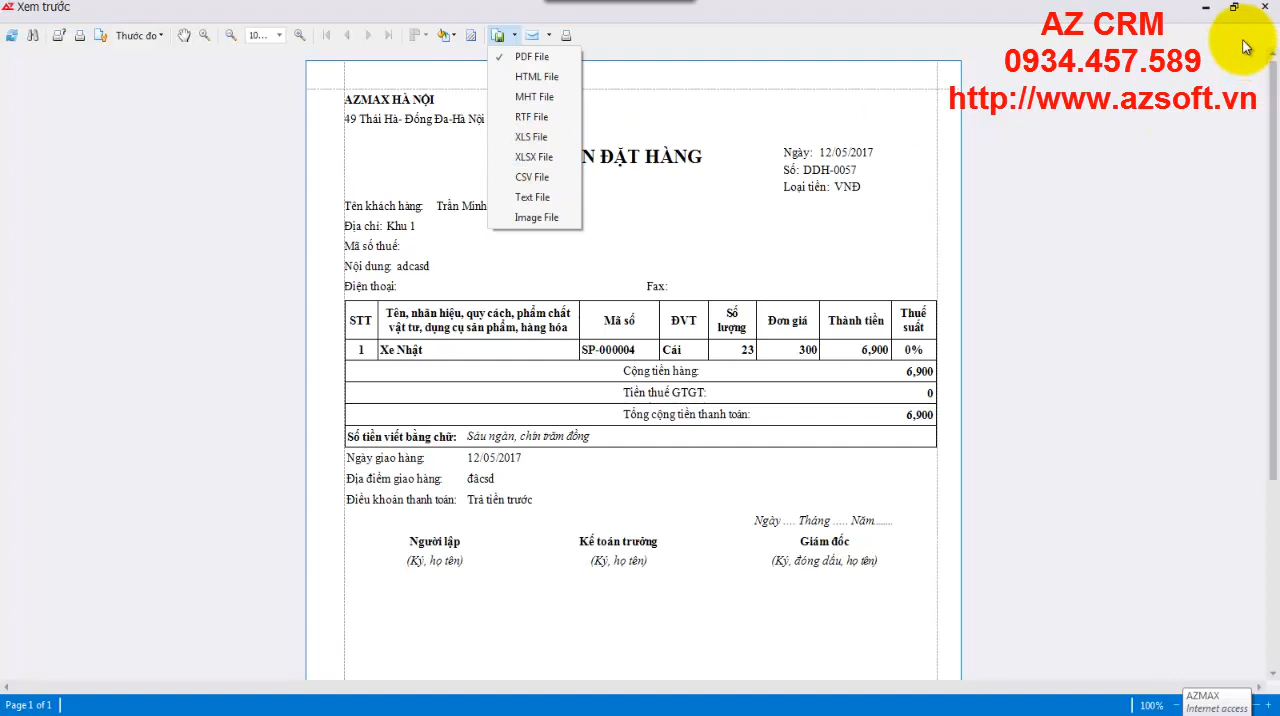 Xem trước
AZ CRM
0934.457.589
http://www.azsoft.vn
Thước đo
10...
PDF File
HTML File
MHT File
RTF File
XLS File
XLSX File
CSV File
Text File
Image File
AZMAX HÀ NỘI
49 Thái Hà- Đống Đa-Hà Nội
N ĐẶT HÀNG
Ngày: 12/05/2017
Số: DDH-0057
Loại tiền: VNĐ
Tên khách hàng: Trần Minh
Địa chỉ: Khu 1
Mã số thuế:
Nội dung: adcasd
Điện thoại: Fax:
STT Tên, nhãn hiệu, quy cách, phẩm chất vật tư, dụng cụ sản phẩm, hàng hóa Mã số ĐVT Số lượng Đơn giá Thành tiền Thuế suất
1 Xe Nhật SP-000004 Cái 23 300 6,900 0%
Cộng tiền hàng: 6,900
Tiền thuế GTGT: 0
Tổng cộng tiền thanh toán: 6,900
Số tiền viết bằng chữ: Sáu ngàn, chín trăm đồng
Ngày giao hàng: 12/05/2017
Địa điểm giao hàng: đâcsd
Điều khoản thanh toán: Trả tiền trước
Ngày .... Tháng ..... Năm.......
Người lập Kế toán trưởng Giám đốc
(Ký, họ tên) (Ký, họ tên) (Ký, đóng dấu, họ tên)
Page 1 of 1
100%
AZMAX
Internet access